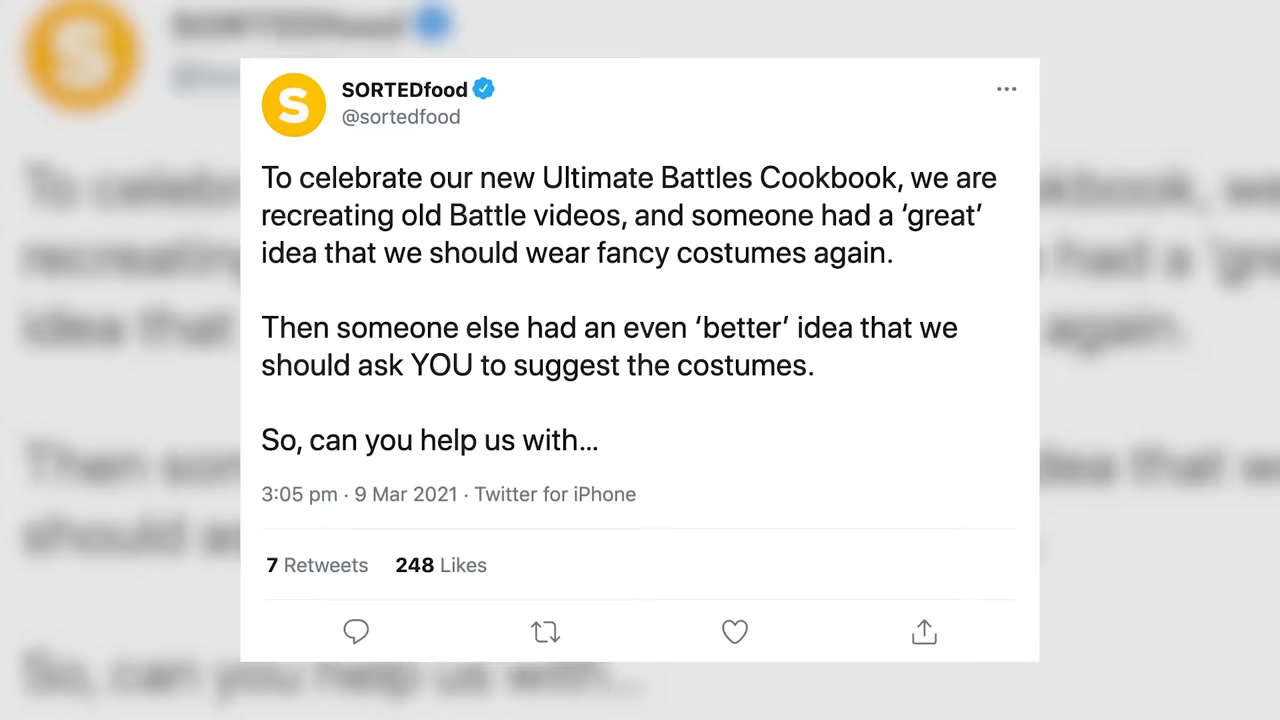 SORTEDfood
@sortedfood
To celebrate our new Ultimate Battles Cookbook, we are
recreating old Battle videos, and someone had a ‘great’
idea that we should wear fancy costumes again.
Then someone else had an even ‘better’ idea that we
should ask YOU to suggest the costumes.
So, can you help us with...
3:05 pm · 9 Mar 2021 · Twitter for iPhone
7 Retweets 248 Likes